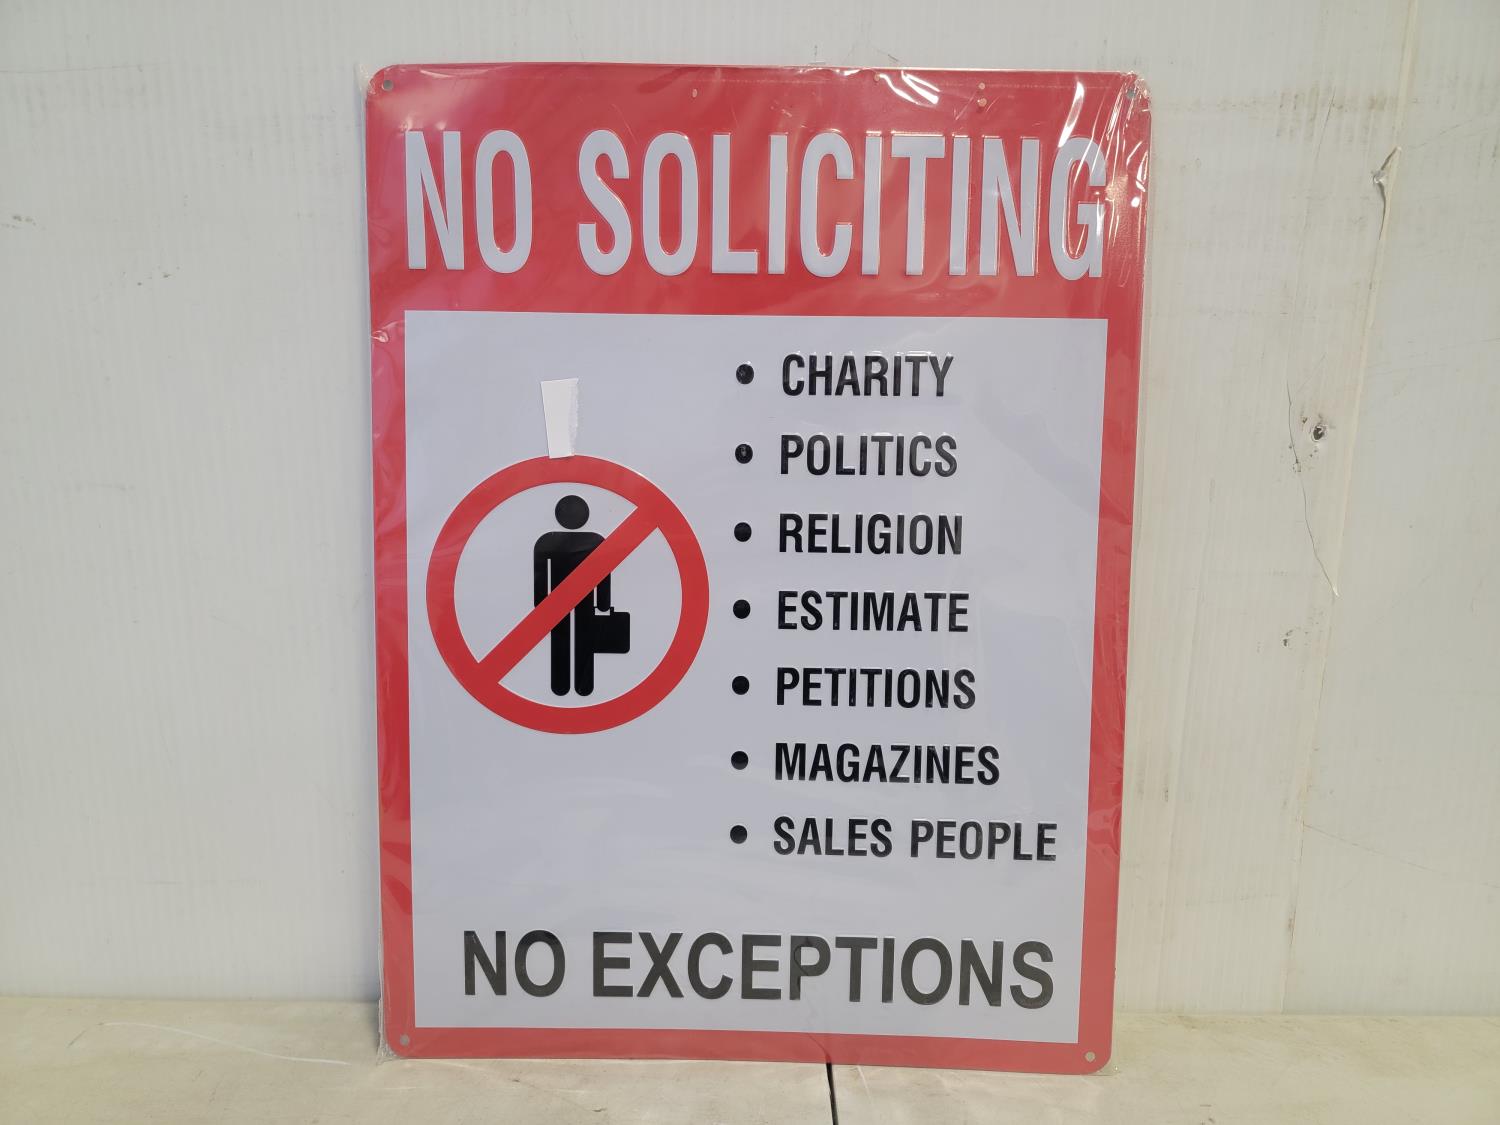 NO SOLICITING
• CHARITY
• POLITICS
• RELIGION
• ESTIMATE
• PETITIONS
• MAGAZINES
• SALES PEOPLE
NO EXCEPTIONS